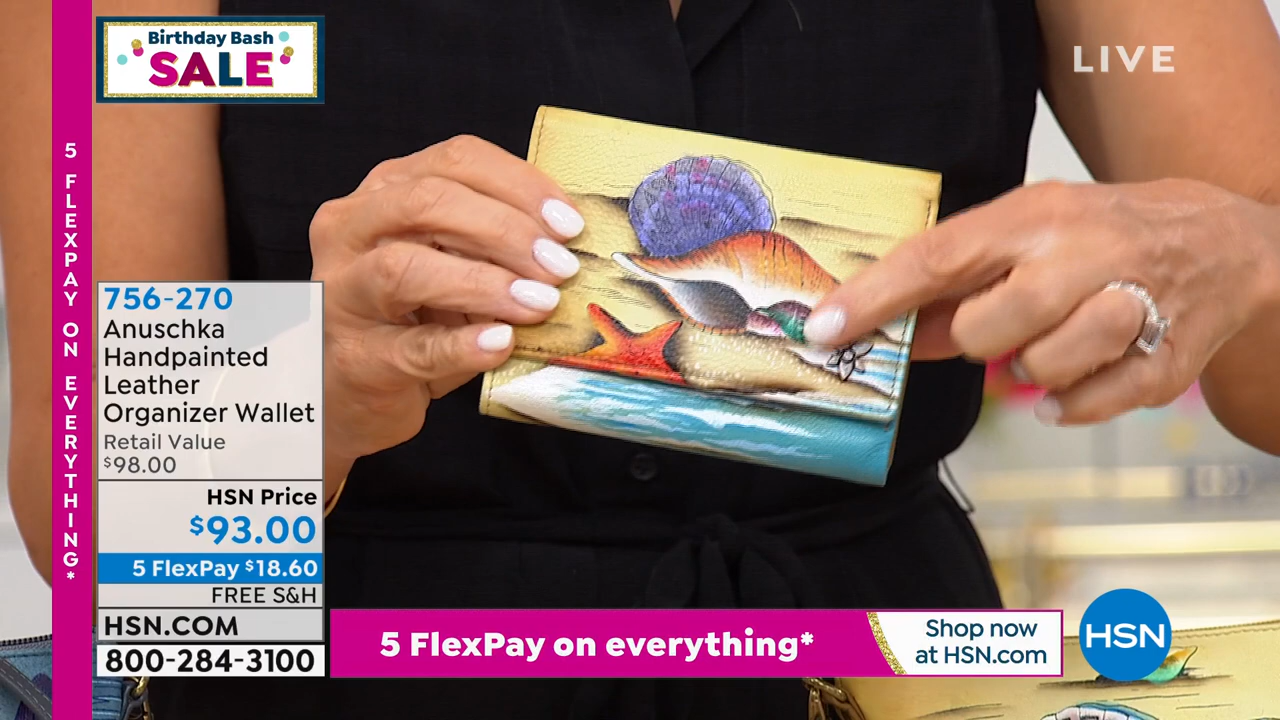 Birthday Bash
SALE
LIVE
5 FLEXPAY ON EVERYTHING*
756-270
Anuschka
Handpainted
Leather
Organizer Wallet
Retail Value
$98.00
HSN Price
$93.00
5 FlexPay $18.60
FREE S&H
HSN.COM
800-284-3100
5 FlexPay on everything*
Shop now
at HSN.com
HSN